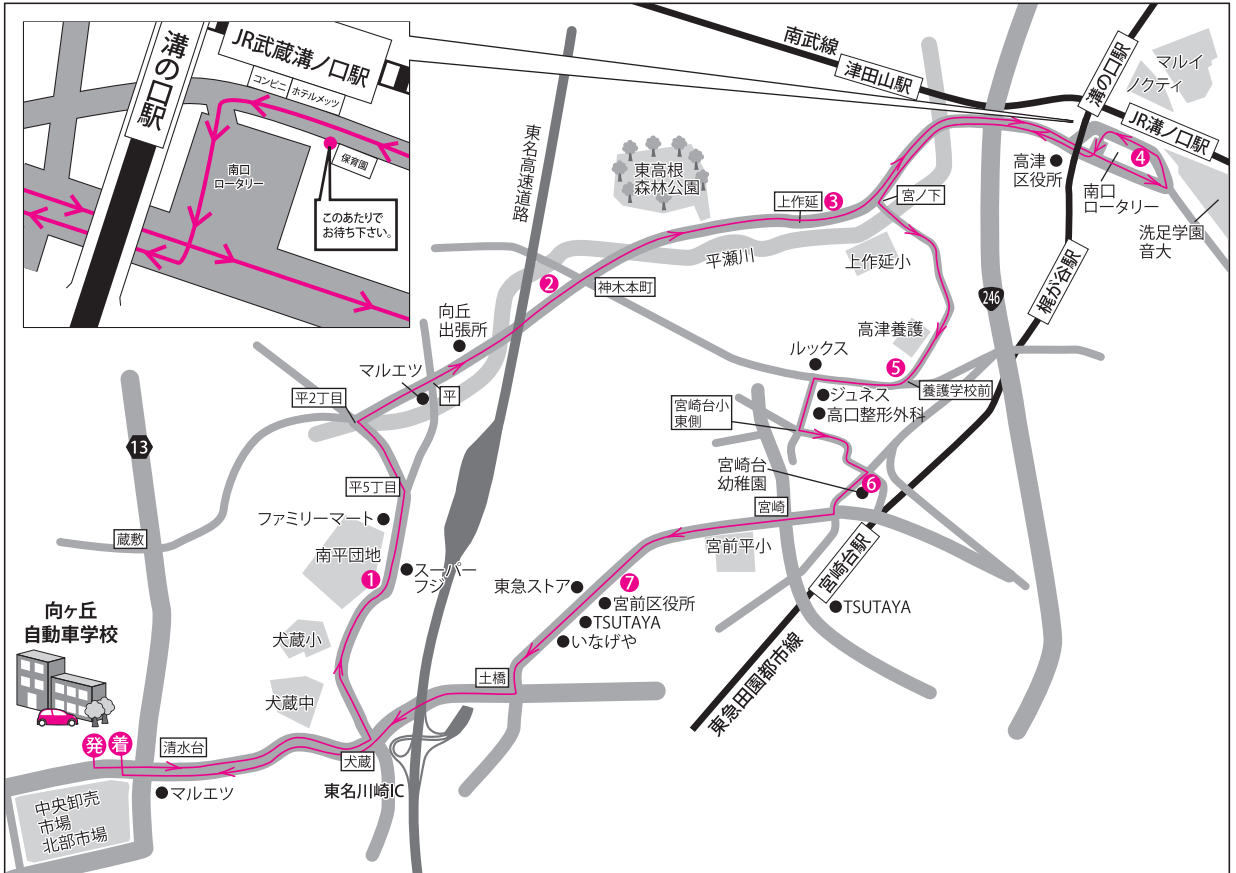 溝の口駅
JR武蔵溝ノ口駅
コンビニ
ホテルメッツ
南口
ロータリー
保育園
このあたりで
お待ち下さい。
東名高速道路
南武線
津田山駅
溝の口駅
マルイ
ノクティ
JR溝ノ口駅
高津
区役所
4
南口
ロータリー
洗足学園
音大
東高根
森林公園
上作延
3
宮ノ下
平瀬川
上作延小
246
梶が谷駅
2
神木本町
向丘
出張所
マルエツ
平
平2丁目
高津養護
ルックス
5
養護学校前
ジュネス
高口整形外科
宮崎台小
東側
13
宮崎台
幼稚園
6
平5丁目
ファミリーマート
宮崎
蔵敷
南平団地
宮前平小
宮崎台駅
1
スーパー
フジ
東急ストア
7
宮前区役所
TSUTAYA
いなげや
TSUTAYA
向ヶ丘
自動車学校
犬蔵小
犬蔵中
土橋
東急田園都市線
発
着
清水台
犬蔵
東名川崎IC
マルエツ
中央卸売
市場
北部市場